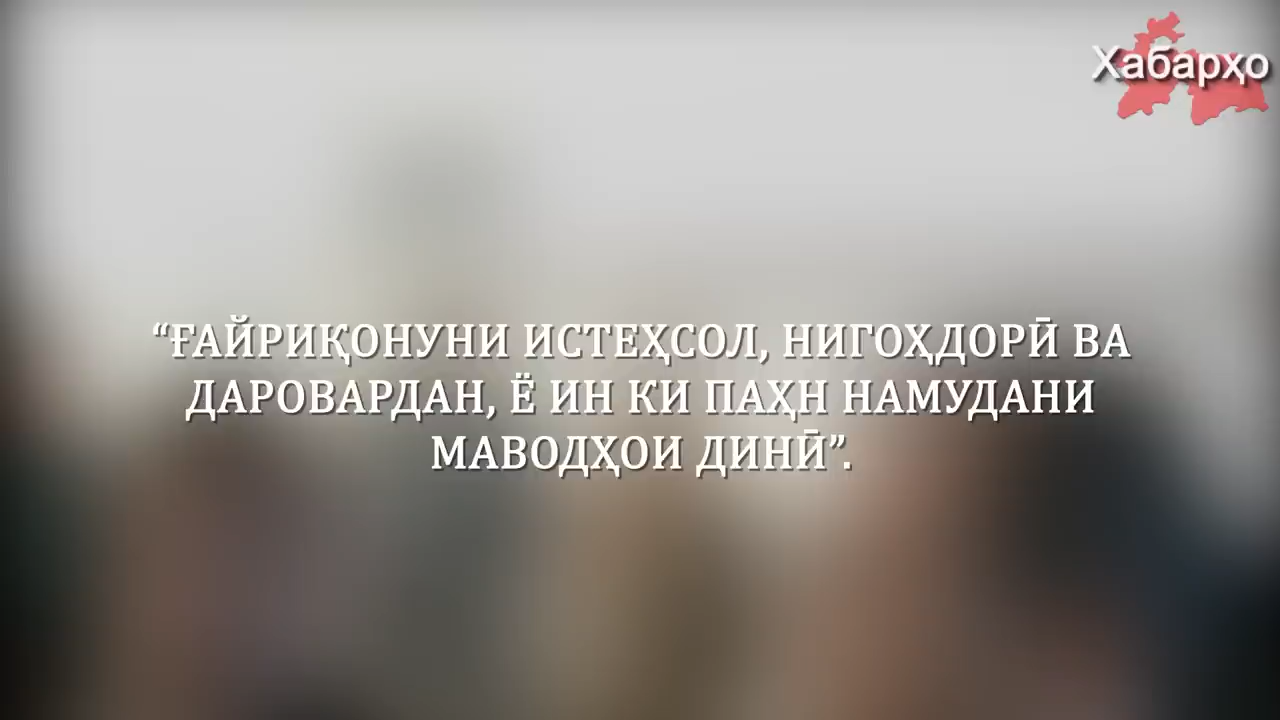 Хабарҳо
“ҒАЙРИҚОНУНИ ИСТЕҲСОЛ, НИГОҲДОРӢ ВА
ДАРОВАРДАН, Ё ИН КИ ПАҲН НАМУДАНИ
МАВОДҲОИ ДИНӢ”.